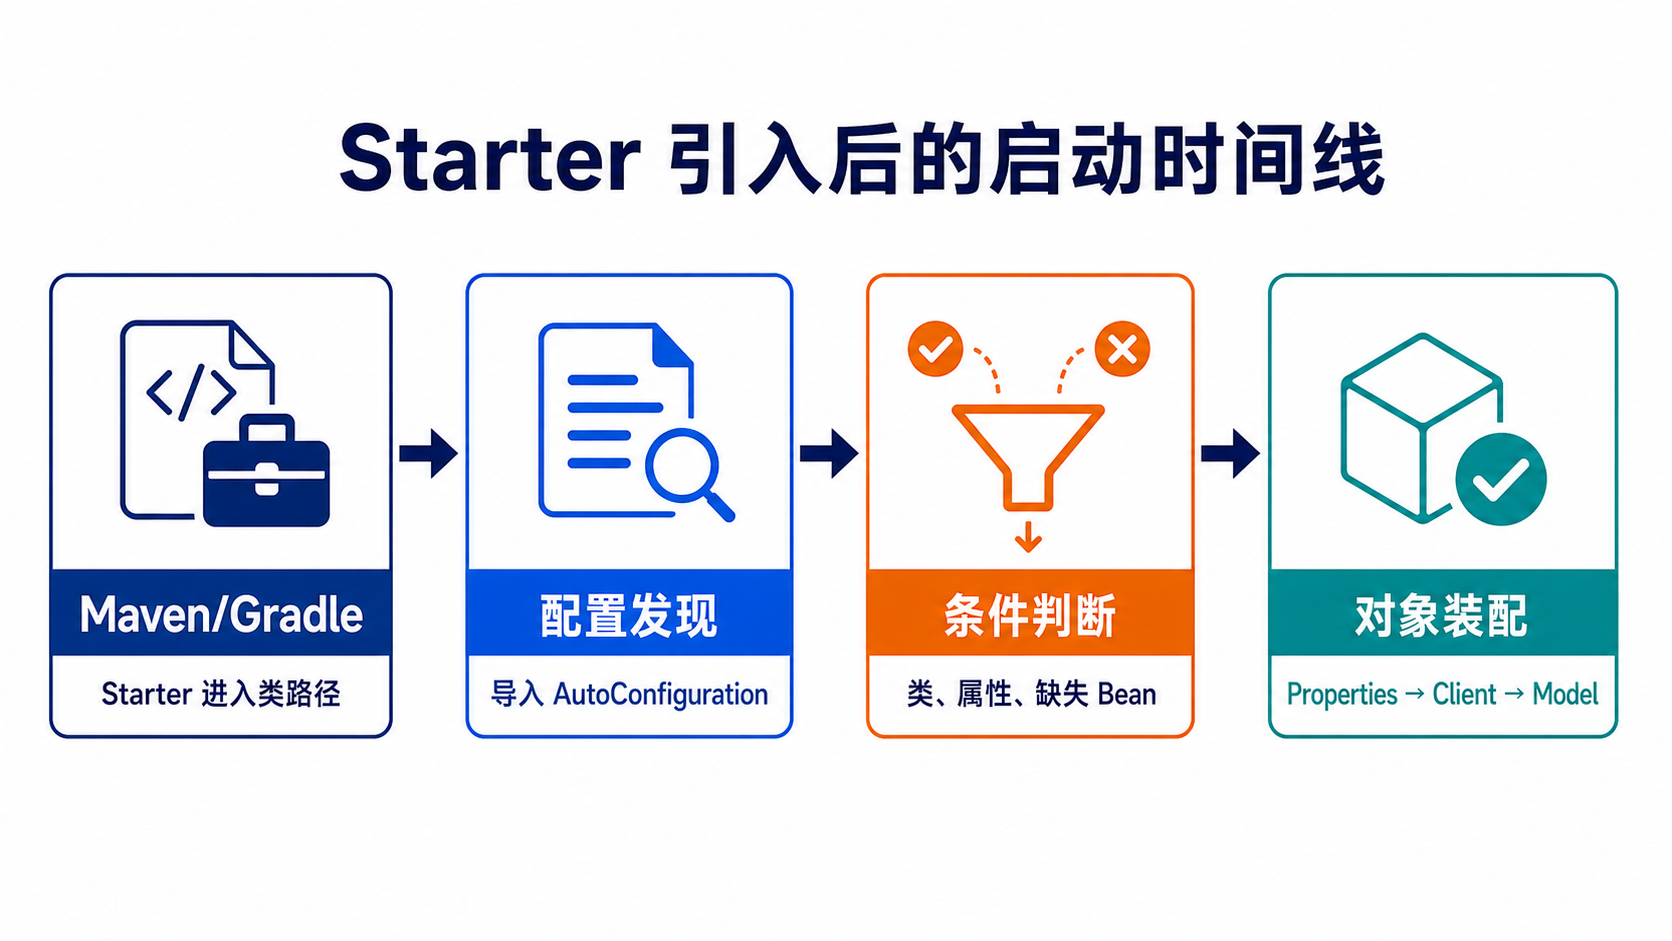 Starter 引入后的启动时间线
</>
Maven/Gradle
Starter 进入类路径
配置发现
导入 AutoConfiguration
条件判断
类、属性、缺失 Bean
对象装配
Properties → Client → Model